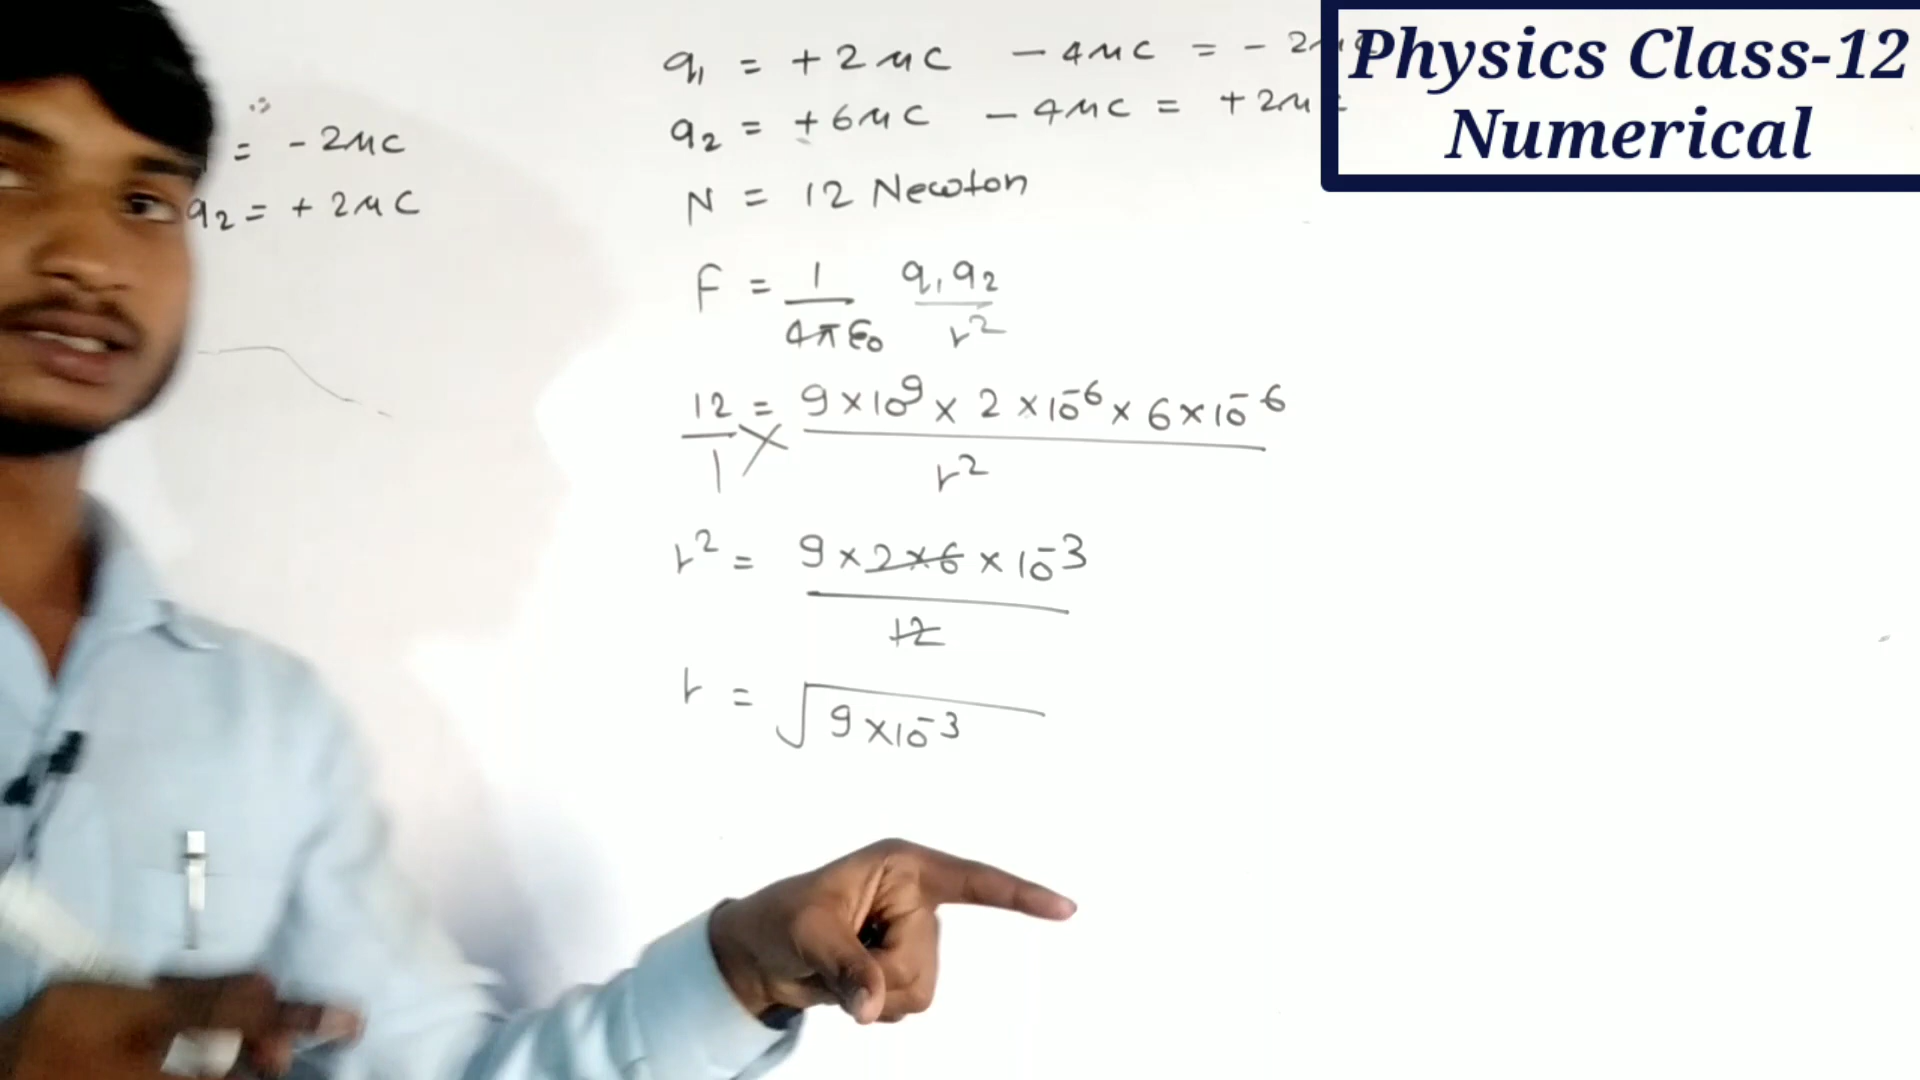 Physics Class-12
Numerical
∴
= - 2μC
q2 = + 2μC
q1 = +2μC - 4μC = - 2μC
q2 = +6μC - 4μC = +2μC
N = 12 Newton
F = 1/4πε0 q1q2/r²
12/1 = 9×10⁹ × 2×10⁻⁶ × 6×10⁻⁶/r²
r² = 9×2×6×10⁻³/12
r = √9×10⁻³